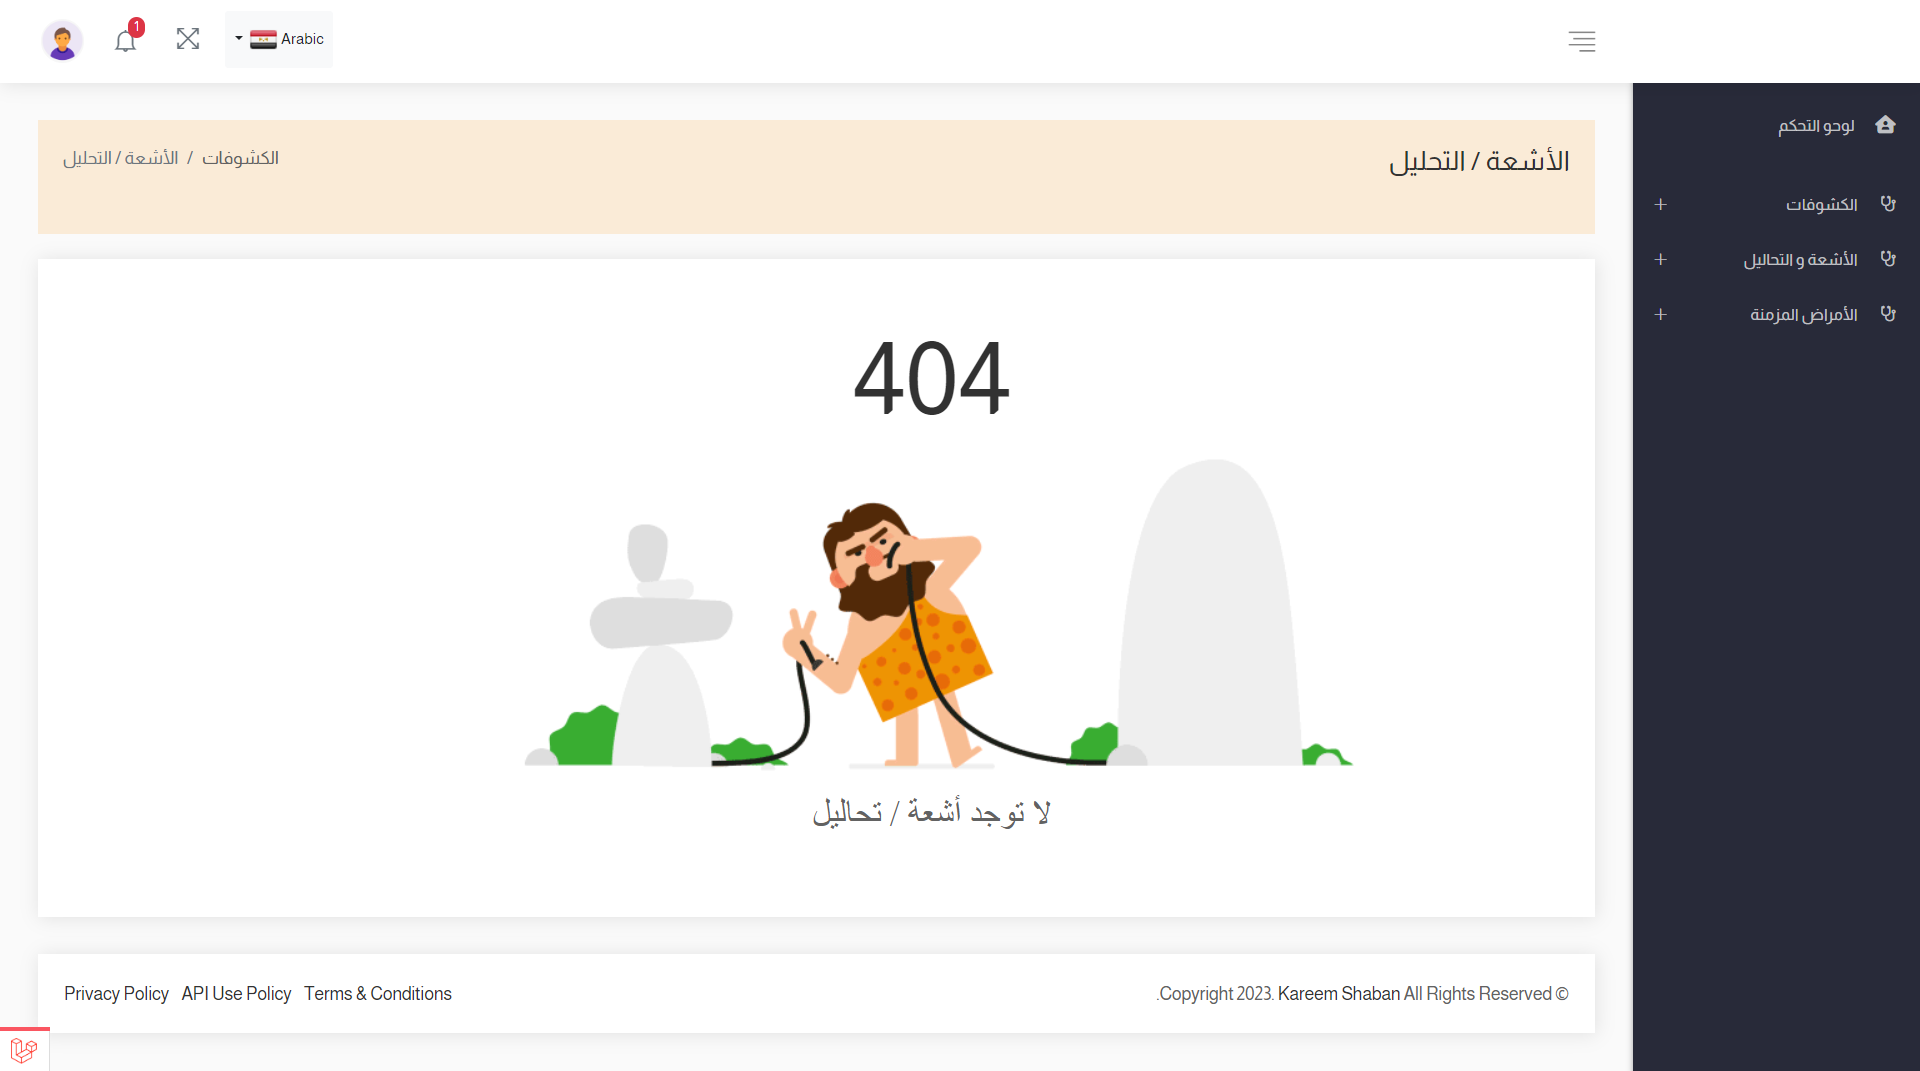 1
Arabic
لوحو التحكم
الكشوفات
الأشعة و التحاليل
الأمراض المزمنة
الأشعة / التحليل
الكشوفات / الأشعة / التحليل
404
لا توجد أشعة / تحاليل
Privacy Policy API Use Policy Terms & Conditions
.Copyright 2023. Kareem Shaban All Rights Reserved ©